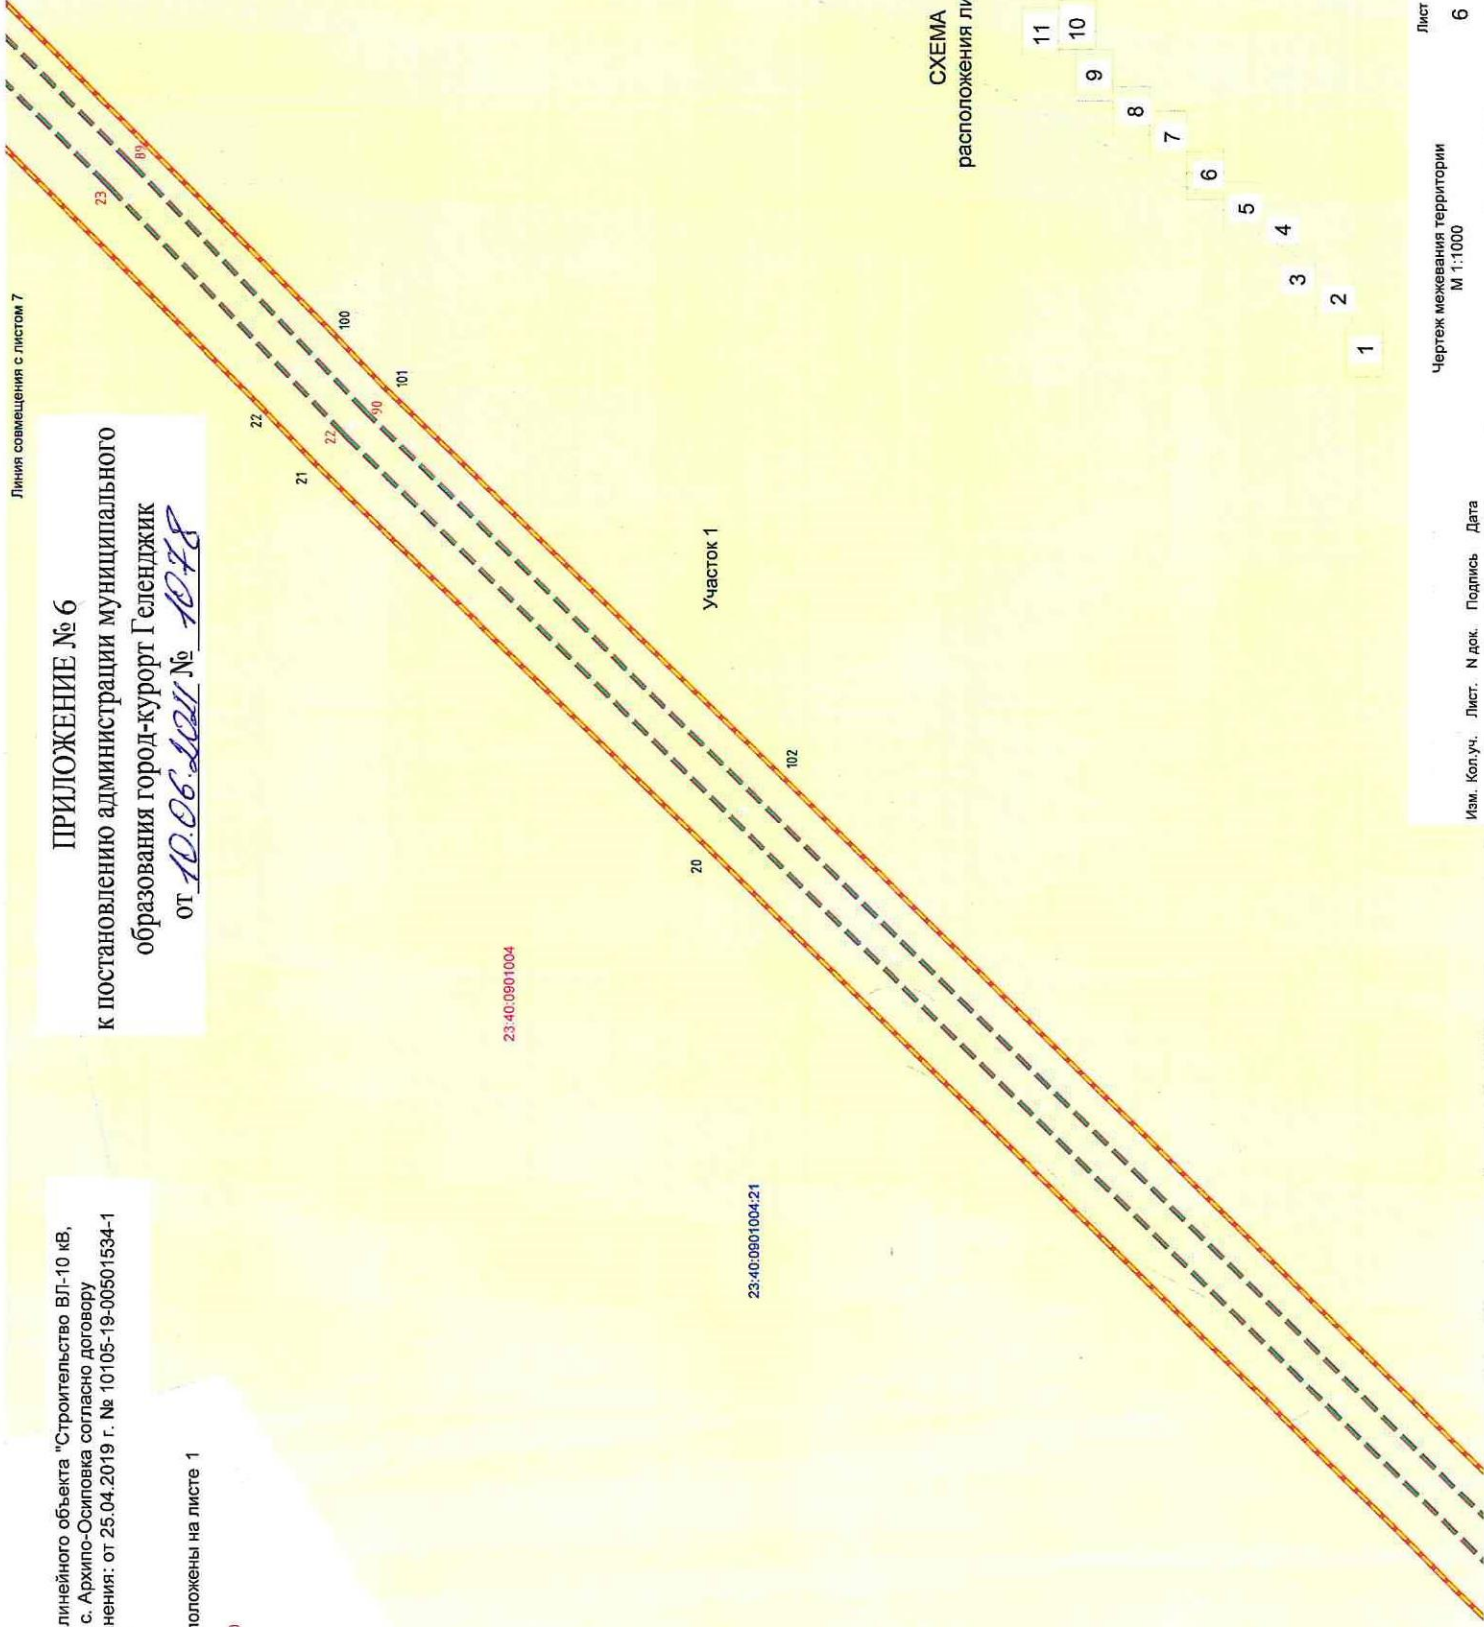 линейного объекта "Строительство ВЛ-10 кВ,
с. Архипо-Осиповка согласно договору
нения: от 25.04.2019 г. № 10105-19-00501534-1
положены на листе 1
ПРИЛОЖЕНИЕ № 6
к постановлению администрации муниципального
образования город-курорт Геленджик
от 10.06.2021 № 1078
Линия совмещения с листом 7
23
89
22
100
21
22
90
101
20
102
23:40:0901004
23:40:0901004:21
Участок 1
СХЕМА
расположения ли
11
10
9
8
7
6
5
4
3
2
1
Изм. Кол.уч. Лист. N док. Подпись Дата
Чертеж межевания территории
М 1:1000
Лист
6